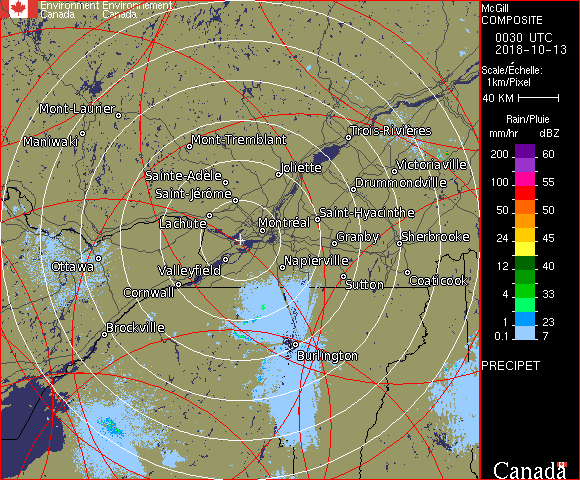 Environment Environnement
Canada Canada
McGill
COMPOSITE
0030 UTC
2018-10-13
Scale/Échelle:
1km/Pixel
40 KM
Rain/Pluie
mm/hr dBZ
200 60
100 55
50 50
24 45
12 40
4 33
1 23
0.1 7
PRECIPET
Canada
Mont-Laurier
Maniwaki
Mont-Tremblant
Trois-Rivières
Joliette
Victoriaville
Sainte-Adèle
Drummondville
Saint-Jérôme
Lachute
Saint-Hyacinthe
Montréal
Granby
Sherbrooke
Ottawa
Valleyfield
Napierville
Cornwall
Sutton
Coaticook
Brockville
Burlington